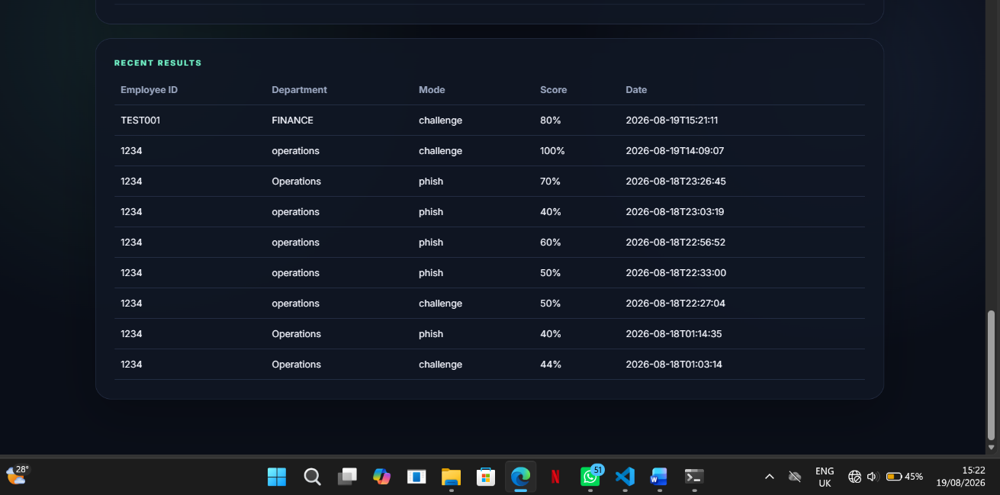 RECENT RESULTS
Employee ID Department Mode Score Date
TEST001 FINANCE challenge 80% 2026-08-19T15:21:11
1234 operations challenge 100% 2026-08-19T14:09:07
1234 Operations phish 70% 2026-08-18T23:26:45
1234 operations phish 40% 2026-08-18T23:03:19
1234 operations phish 60% 2026-08-18T22:56:52
1234 operations phish 50% 2026-08-18T22:33:00
1234 operations challenge 50% 2026-08-18T22:27:04
1234 Operations phish 40% 2026-08-18T01:14:35
1234 Operations challenge 44% 2026-08-18T01:03:14
28°
N
51
W
ENG
UK
45%
15:22
19/08/2026